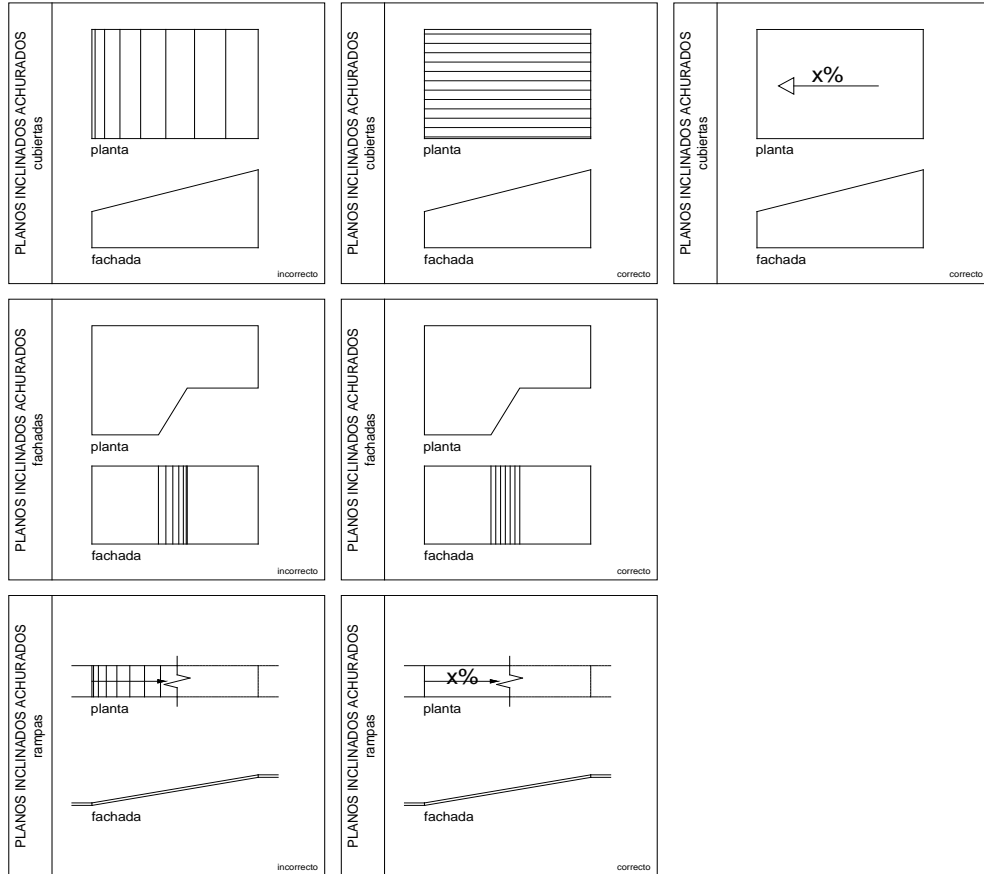 PLANOS INCLINADOS ACHURADOS
cubiertas
planta
fachada
incorrecto
PLANOS INCLINADOS ACHURADOS
cubiertas
planta
fachada
correcto
PLANOS INCLINADOS ACHURADOS
cubiertas
x%
planta
fachada
correcto
PLANOS INCLINADOS ACHURADOS
fachadas
planta
fachada
incorrecto
PLANOS INCLINADOS ACHURADOS
fachadas
planta
fachada
correcto
PLANOS INCLINADOS ACHURADOS
rampas
planta
fachada
incorrecto
PLANOS INCLINADOS ACHURADOS
rampas
x%
planta
fachada
correcto